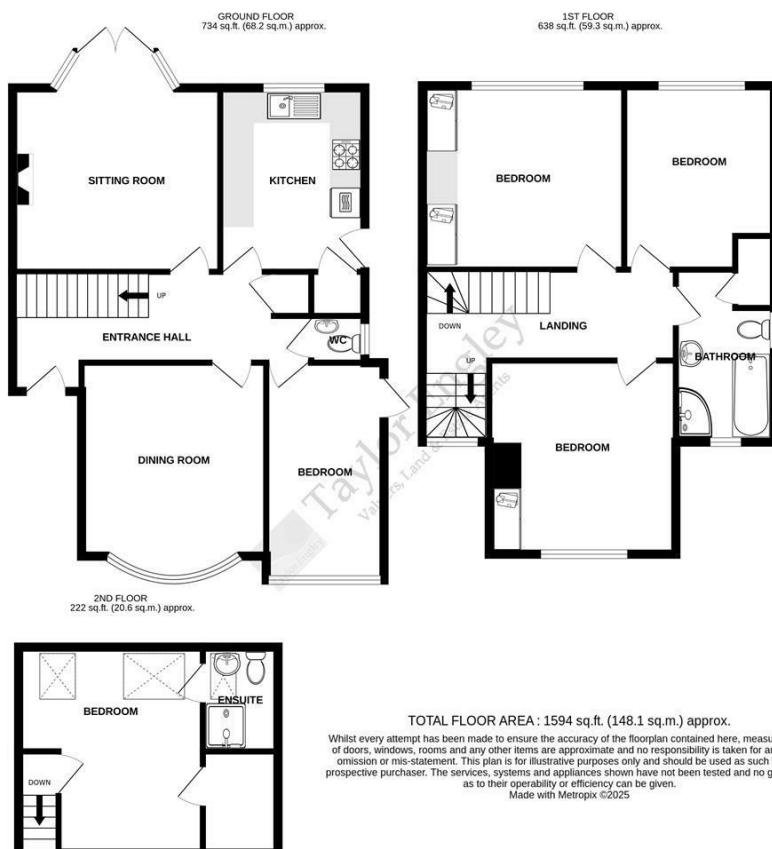 GROUND FLOOR
734 sq.ft. (68.2 sq.m.) approx.
1ST FLOOR
638 sq.ft. (59.3 sq.m.) approx.
SITTING ROOM
KITCHEN
BEDROOM
BEDROOM
UP
ENTRANCE HALL
WC
DOWN
LANDING
UP
BATHROOM
DINING ROOM
BEDROOM
BEDROOM
Taylor Engley
Valuers, Land & Estate Agents
2ND FLOOR
222 sq.ft. (20.6 sq.m.) approx.
BEDROOM
ENSUITE
DOWN
TOTAL FLOOR AREA : 1594 sq.ft. (148.1 sq.m.) approx.
Whilst every attempt has been made to ensure the accuracy of the floorplan contained here, measu
of doors, windows, rooms and any other items are approximate and no responsibility is taken for an
omission or mis-statement. This plan is for illustrative purposes only and should be used as such
prospective purchaser. The services, systems and appliances shown have not been tested and no g
as to their operability or efficiency can be given.
Made with Metropix ©2025